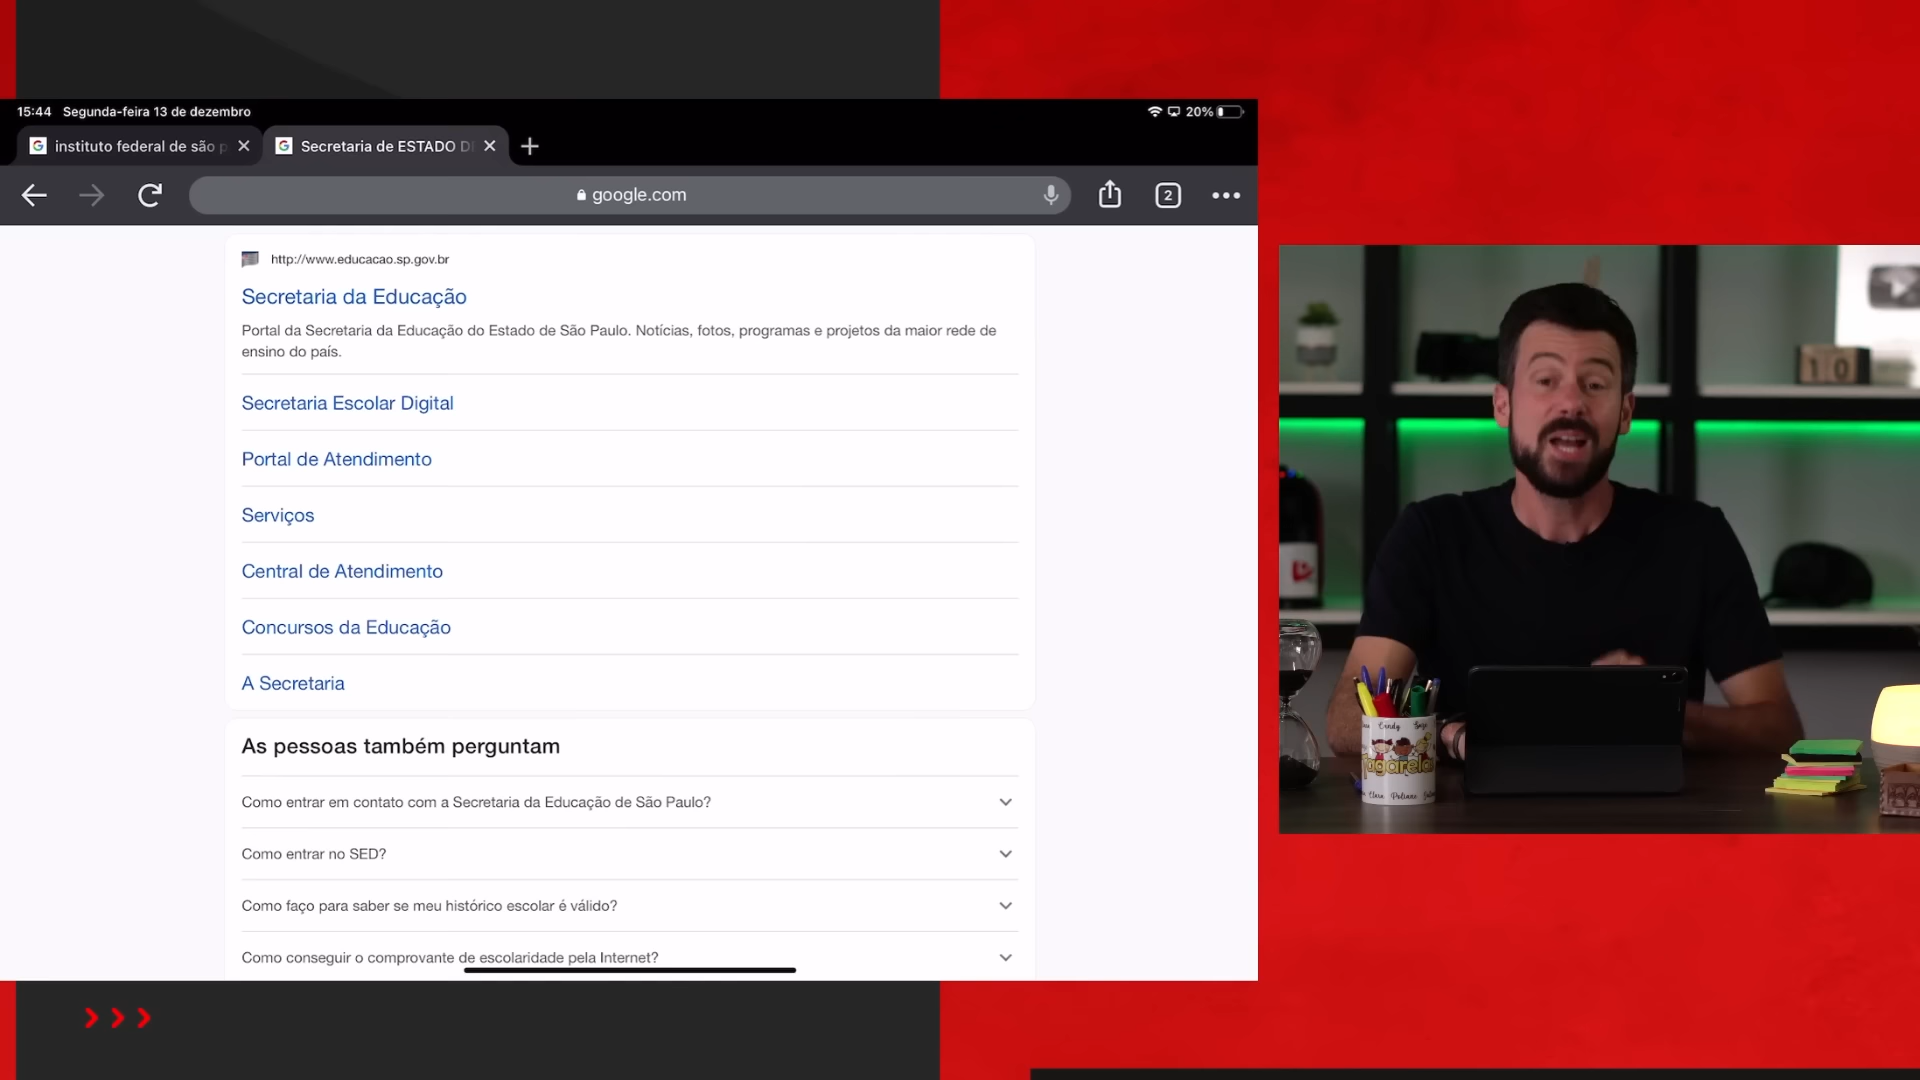 15:44 Segunda-feira 13 de dezembro
20%
instituto federal de são p
Secretaria de ESTADO D
google.com
2
http://www.educacao.sp.gov.br
Secretaria da Educação
Portal da Secretaria da Educação do Estado de São Paulo. Notícias, fotos, programas e projetos da maior rede de
ensino do país.
Secretaria Escolar Digital
Portal de Atendimento
Serviços
Central de Atendimento
Concursos da Educação
A Secretaria
As pessoas também perguntam
Como entrar em contato com a Secretaria da Educação de São Paulo?
Como entrar no SED?
Como faço para saber se meu histórico escolar é válido?
Como conseguir o comprovante de escolaridade pela Internet?
10